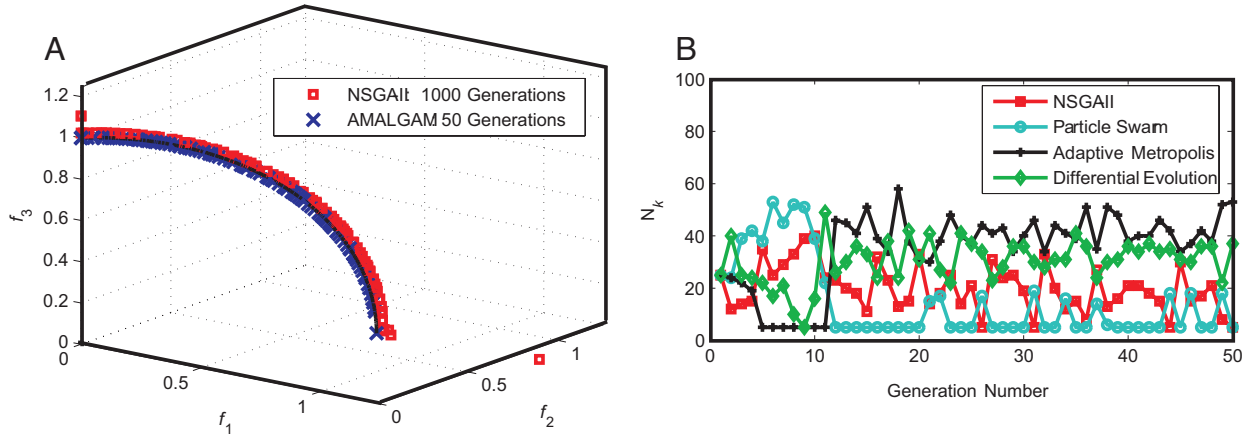 A
NSGAII: 1000 Generations
AMALGAM: 50 Generations
1.2
1
0.8
0.6
0.4
0.2
0
f3
0
0.5
1
f1
0
0.5
1
f2
B
NSGAII
Particle Swarm
Adaptive Metropolis
Differential Evolution
100
80
60
40
20
0
Nk
0
10
20
30
40
50
Generation Number